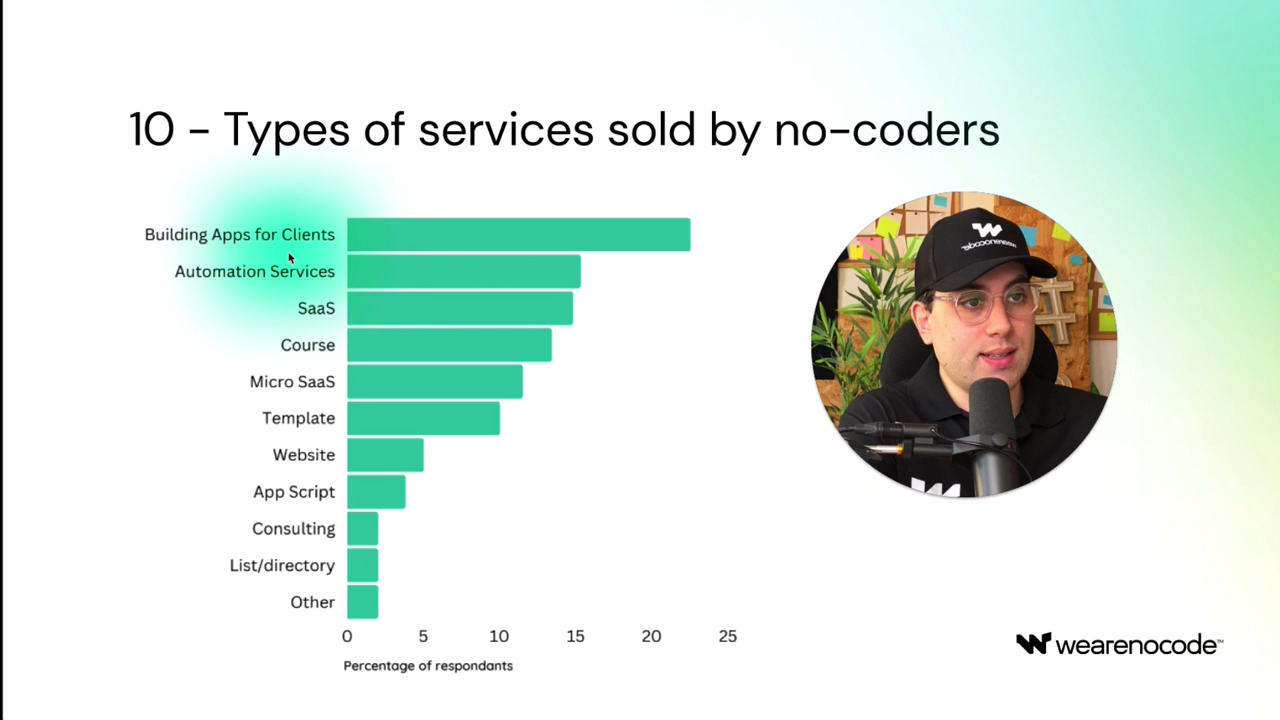 10 - Types of services sold by no-coders
Building Apps for Clients
Automation Services
SaaS
Course
Micro SaaS
Template
Website
App Script
Consulting
List/directory
Other
0 5 10 15 20 25
Percentage of respondants
wearenocode™